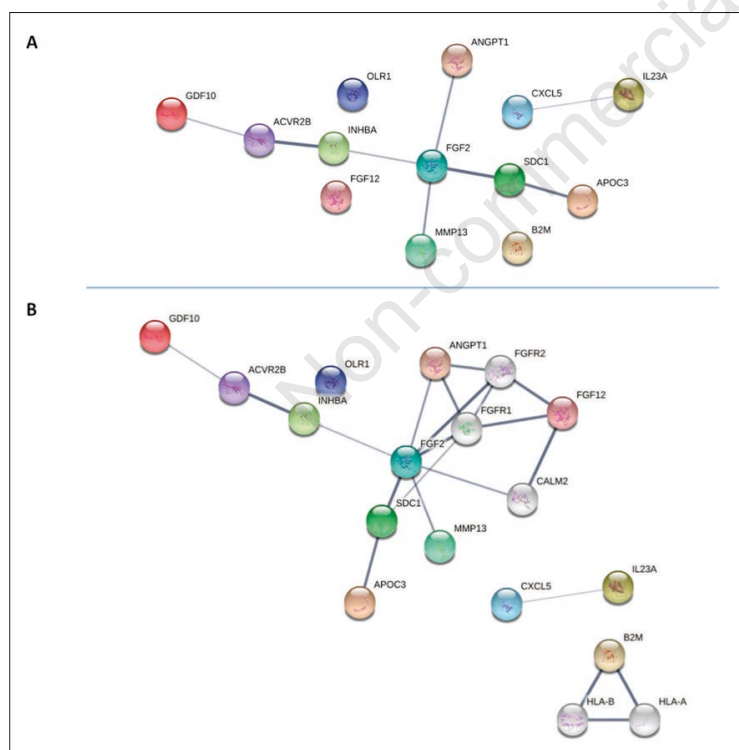 A
ANGPT1
OLR1
CXCL5
IL23A
GDF10
ACVR2B
INHBA
FGF2
SDC1
FGF12
APOC3
MMP13
B2M
B
GDF10
ANGPT1
FGFR2
ACVR2B
OLR1
INHBA
FGFR1
FGF12
FGF2
CALM2
SDC1
MMP13
APOC3
CXCL5
IL23A
B2M
HLA-B
HLA-A
Non-commercia